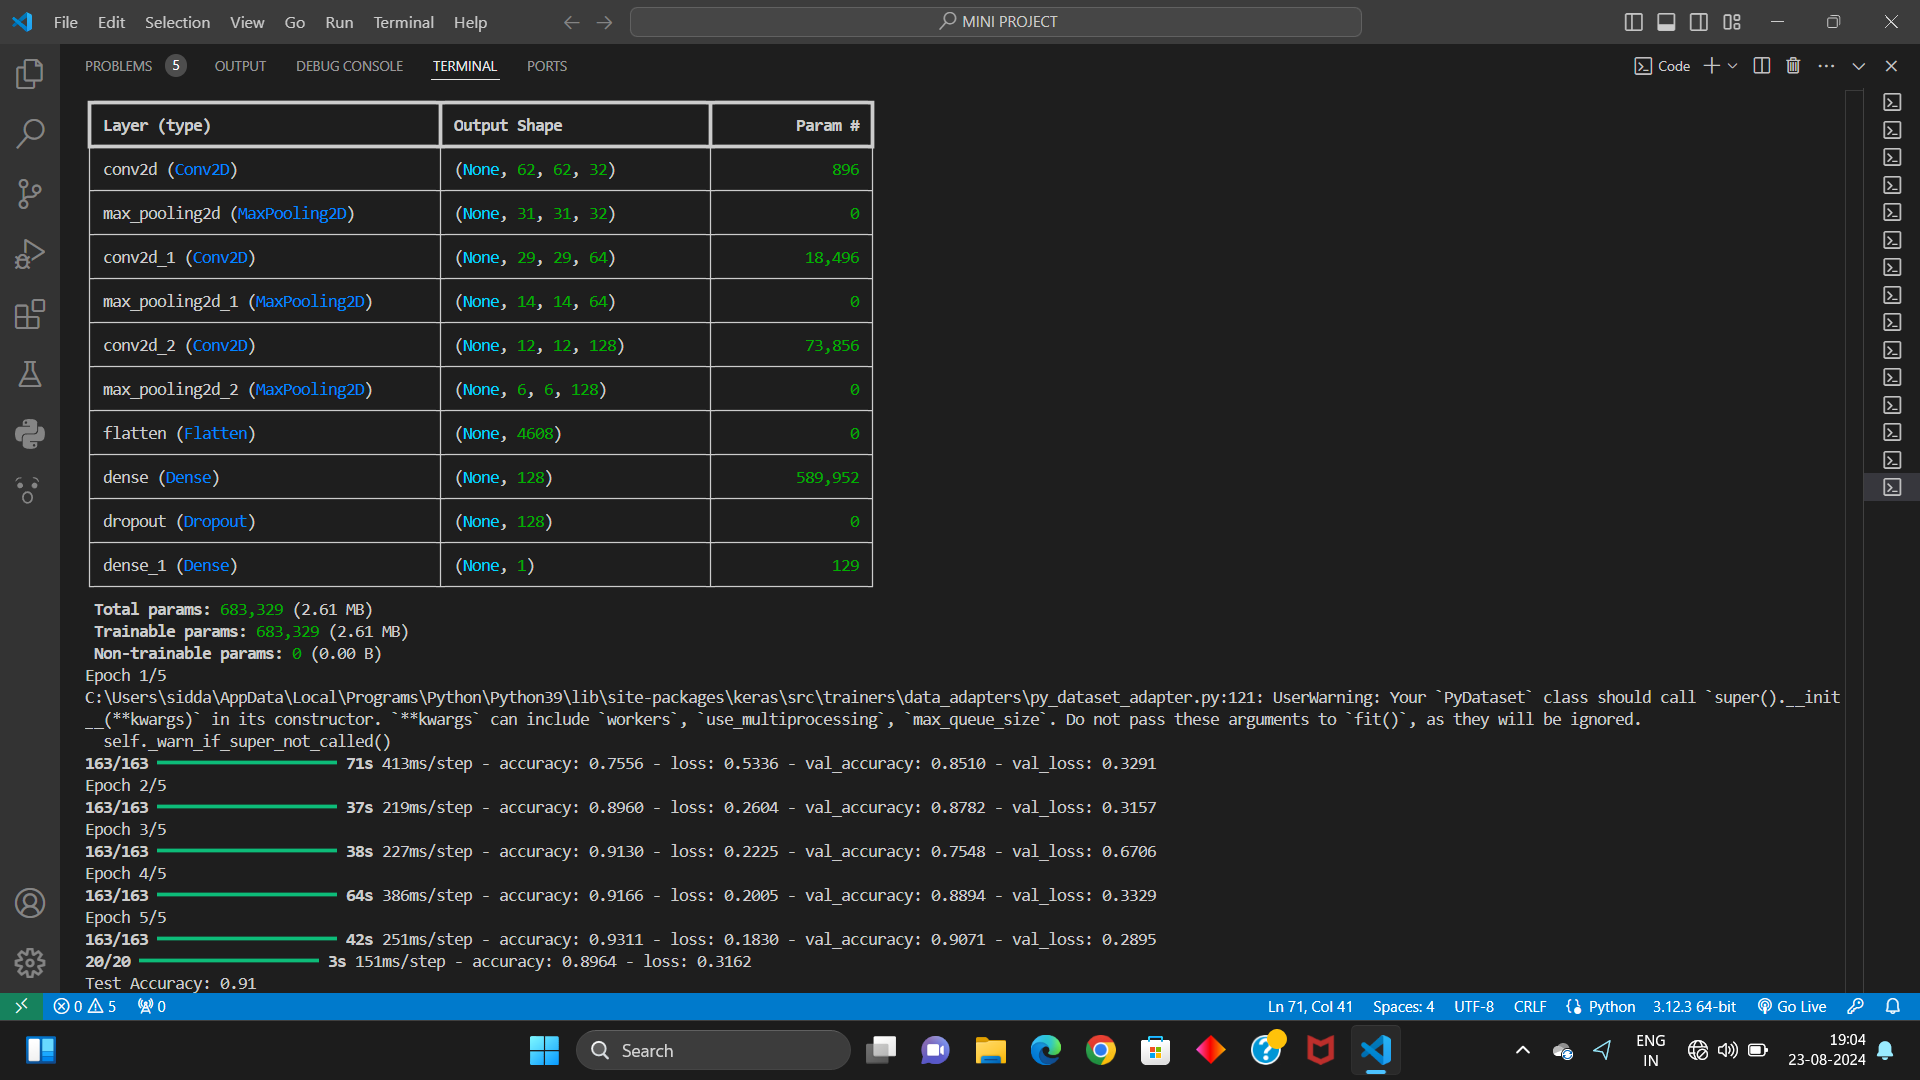 File Edit Selection View Go Run Terminal Help
MINI PROJECT
PROBLEMS 5 OUTPUT DEBUG CONSOLE TERMINAL PORTS
Code
Layer (type) Output Shape Param #
conv2d (Conv2D) (None, 62, 62, 32) 896
max_pooling2d (MaxPooling2D) (None, 31, 31, 32) 0
conv2d_1 (Conv2D) (None, 29, 29, 64) 18,496
max_pooling2d_1 (MaxPooling2D) (None, 14, 14, 64) 0
conv2d_2 (Conv2D) (None, 12, 12, 128) 73,856
max_pooling2d_2 (MaxPooling2D) (None, 6, 6, 128) 0
flatten (Flatten) (None, 4608) 0
dense (Dense) (None, 128) 589,952
dropout (Dropout) (None, 128) 0
dense_1 (Dense) (None, 1) 129
Total params: 683,329 (2.61 MB)
Trainable params: 683,329 (2.61 MB)
Non-trainable params: 0 (0.00 B)
Epoch 1/5
C:\Users\sidda\AppData\Local\Programs\Python\Python39\lib\site-packages\keras\src\trainers\data_adapters\py_dataset_adapter.py:121: UserWarning: Your `PyDataset` class should call `super().__init
__(**kwargs)` in its constructor. `**kwargs` can include `workers`, `use_multiprocessing`, `max_queue_size`. Do not pass these arguments to `fit()`, as they will be ignored.
self._warn_if_super_not_called()
163/163 71s 413ms/step - accuracy: 0.7556 - loss: 0.5336 - val_accuracy: 0.8510 - val_loss: 0.3291
Epoch 2/5
163/163 37s 219ms/step - accuracy: 0.8960 - loss: 0.2604 - val_accuracy: 0.8782 - val_loss: 0.3157
Epoch 3/5
163/163 38s 227ms/step - accuracy: 0.9130 - loss: 0.2225 - val_accuracy: 0.7548 - val_loss: 0.6706
Epoch 4/5
163/163 64s 386ms/step - accuracy: 0.9166 - loss: 0.2005 - val_accuracy: 0.8894 - val_loss: 0.3329
Epoch 5/5
163/163 42s 251ms/step - accuracy: 0.9311 - loss: 0.1830 - val_accuracy: 0.9071 - val_loss: 0.2895
20/20 3s 151ms/step - accuracy: 0.8964 - loss: 0.3162
Test Accuracy: 0.91
0 5 0 Ln 71, Col 41 Spaces: 4 UTF-8 CRLF Python 3.12.3 64-bit Go Live
Search
ENG
IN
19:04
23-08-2024